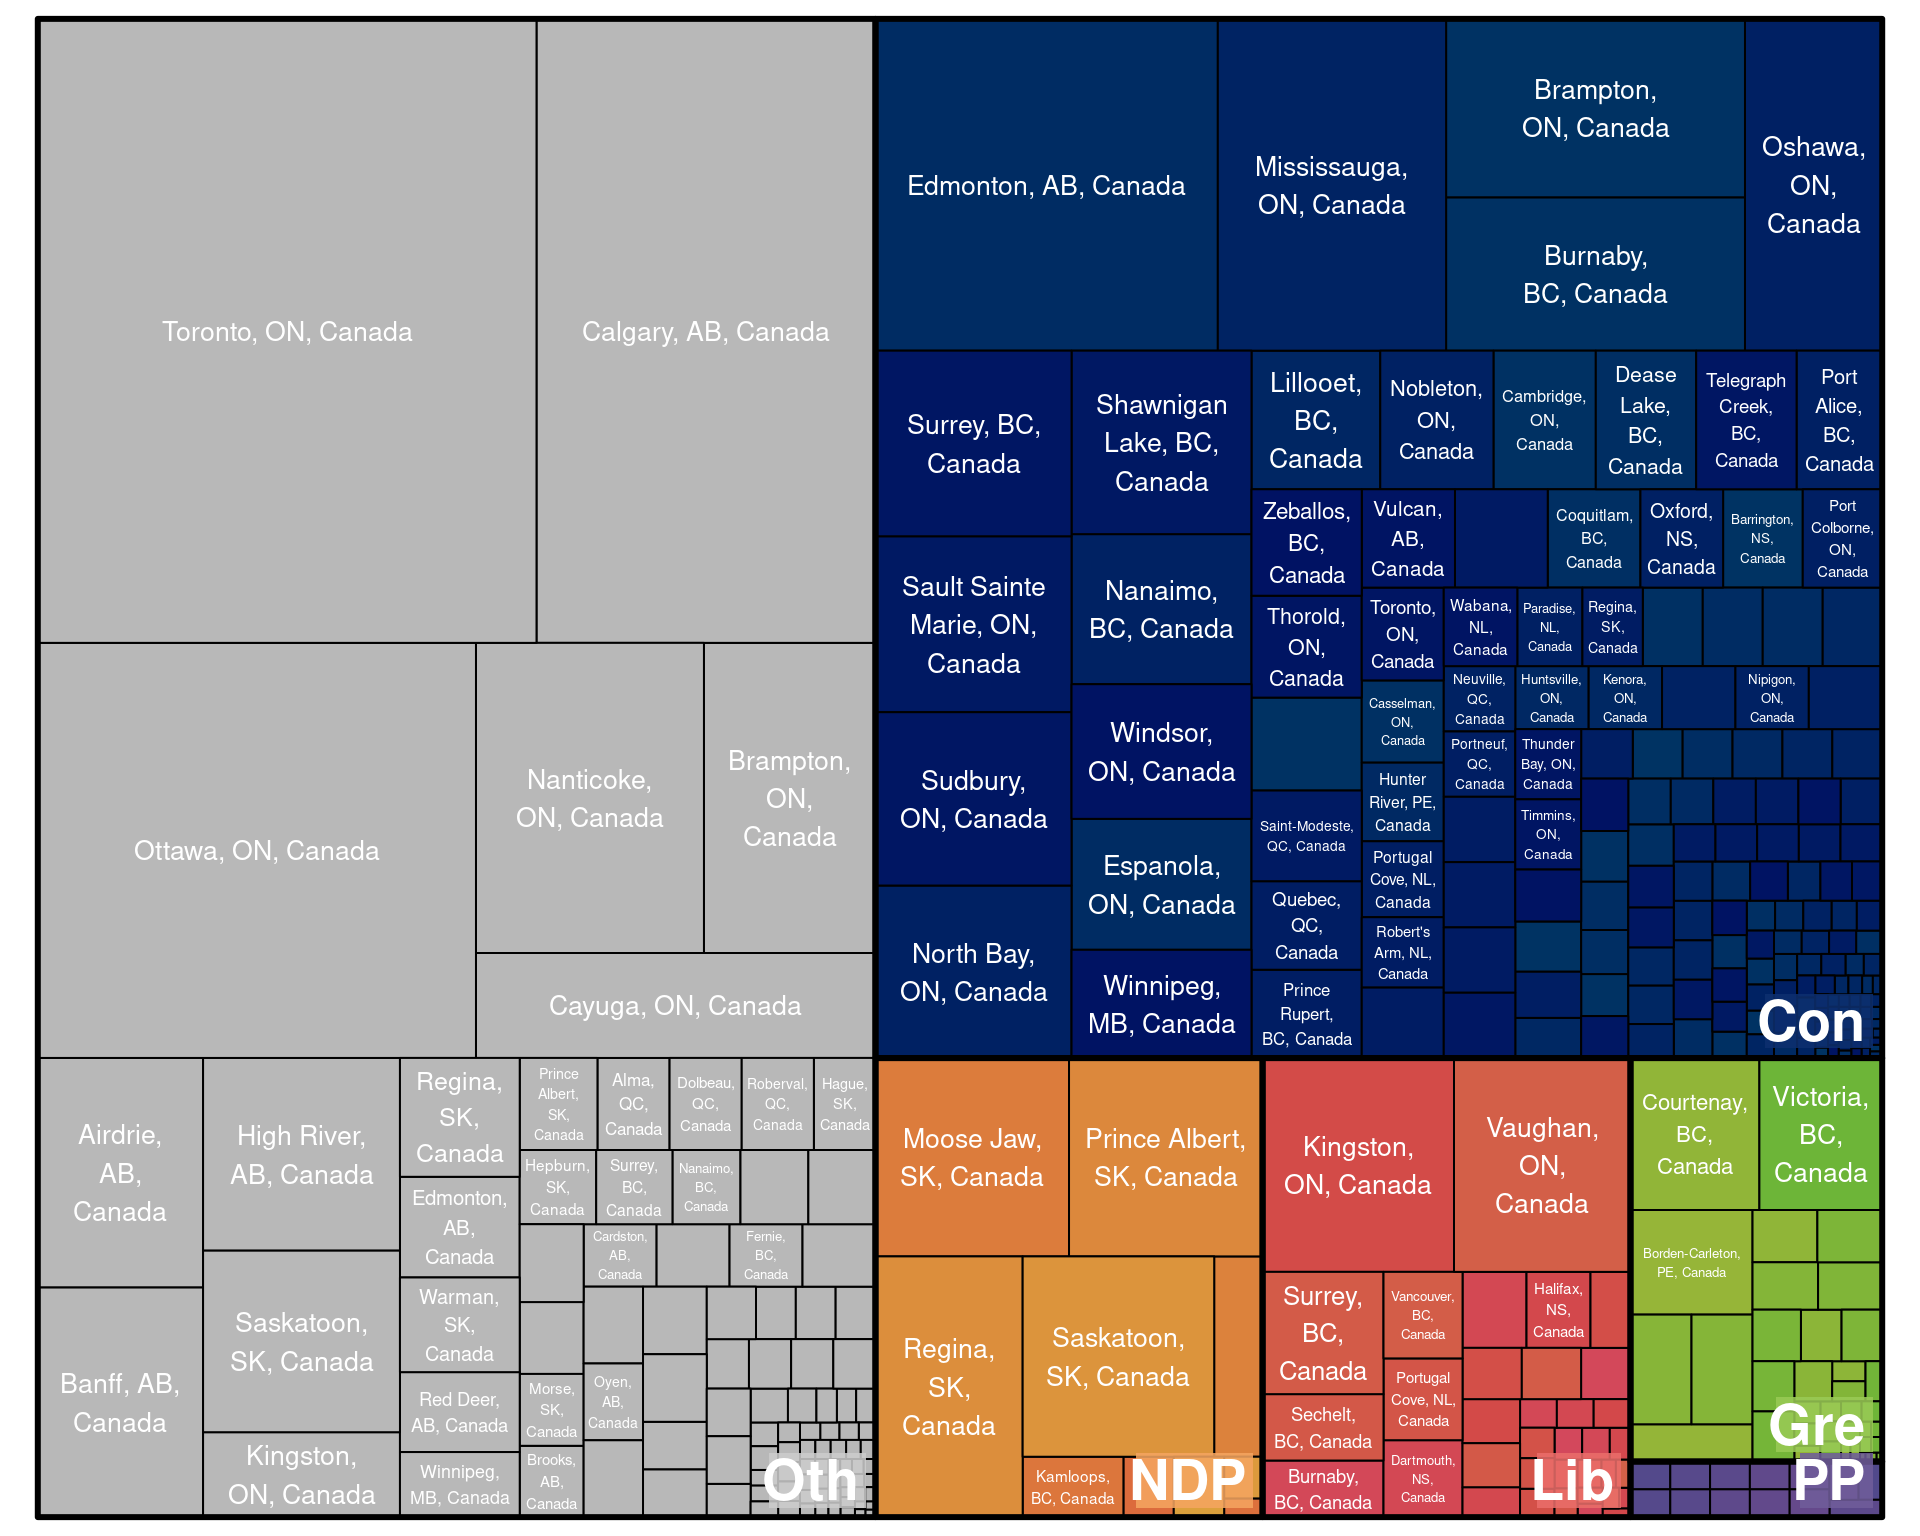 Toronto, ON, Canada
Calgary, AB, Canada
Ottawa, ON, Canada
Nanticoke,
ON, Canada
Brampton,
ON,
Canada
Cayuga, ON, Canada
Airdrie,
AB,
Canada
Banff, AB,
Canada
High River,
AB, Canada
Saskatoon,
SK, Canada
Kingston,
ON, Canada
Regina,
SK,
Canada
Edmonton,
AB,
Canada
Warman,
SK,
Canada
Red Deer,
AB, Canada
Winnipeg,
MB, Canada
Prince
Albert,
SK,
Canada
Alma,
QC,
Canada
Dolbeau,
QC,
Canada
Roberval,
QC,
Canada
Hague,
SK,
Canada
Hepburn,
SK,
Canada
Surrey,
BC,
Canada
Nanaimo,
BC,
Canada
Cardston,
AB,
Canada
Fernie,
BC,
Canada
Morse,
SK,
Canada
Oyen,
AB,
Canada
Brooks,
AB,
Canada
Oth
Edmonton, AB, Canada
Mississauga,
ON, Canada
Brampton,
ON, Canada
Burnaby,
BC, Canada
Oshawa,
ON,
Canada
Surrey, BC,
Canada
Sault Sainte
Marie, ON,
Canada
Sudbury,
ON, Canada
North Bay,
ON, Canada
Shawnigan
Lake, BC,
Canada
Nanaimo,
BC, Canada
Windsor,
ON, Canada
Espanola,
ON, Canada
Winnipeg,
MB, Canada
Lillooet,
BC,
Canada
Nobleton,
ON,
Canada
Cambridge,
ON,
Canada
Dease
Lake,
BC,
Canada
Telegraph
Creek,
BC,
Canada
Port
Alice,
BC,
Canada
Zeballos,
BC,
Canada
Thorold,
ON,
Canada
Saint-Modeste,
QC, Canada
Quebec,
QC,
Canada
Prince
Rupert,
BC, Canada
Vulcan,
AB,
Canada
Coquitlam,
BC,
Canada
Oxford,
NS,
Canada
Barrington,
NS,
Canada
Port
Colborne,
ON,
Canada
Toronto,
ON,
Canada
Casselman,
ON,
Canada
Hunter
River, PE,
Canada
Portugal
Cove, NL,
Canada
Robert's
Arm, NL,
Canada
Wabana,
NL,
Canada
Paradise,
NL,
Canada
Regina,
SK,
Canada
Neuville,
QC,
Canada
Portneuf,
QC,
Canada
Huntsville,
ON,
Canada
Kenora,
ON,
Canada
Nipigon,
ON,
Canada
Thunder
Bay, ON,
Canada
Timmins,
ON,
Canada
Con
Moose Jaw,
SK, Canada
Prince Albert,
SK, Canada
Regina,
SK,
Canada
Saskatoon,
SK, Canada
Kamloops,
BC, Canada
NDP
Kingston,
ON, Canada
Vaughan,
ON,
Canada
Surrey,
BC,
Canada
Sechelt,
BC, Canada
Burnaby,
BC, Canada
Vancouver,
BC,
Canada
Portugal
Cove, NL,
Canada
Dartmouth,
NS,
Canada
Halifax,
NS,
Canada
Lib
Courtenay,
BC,
Canada
Victoria,
BC,
Canada
Borden-Carleton,
PE, Canada
Gre
PP